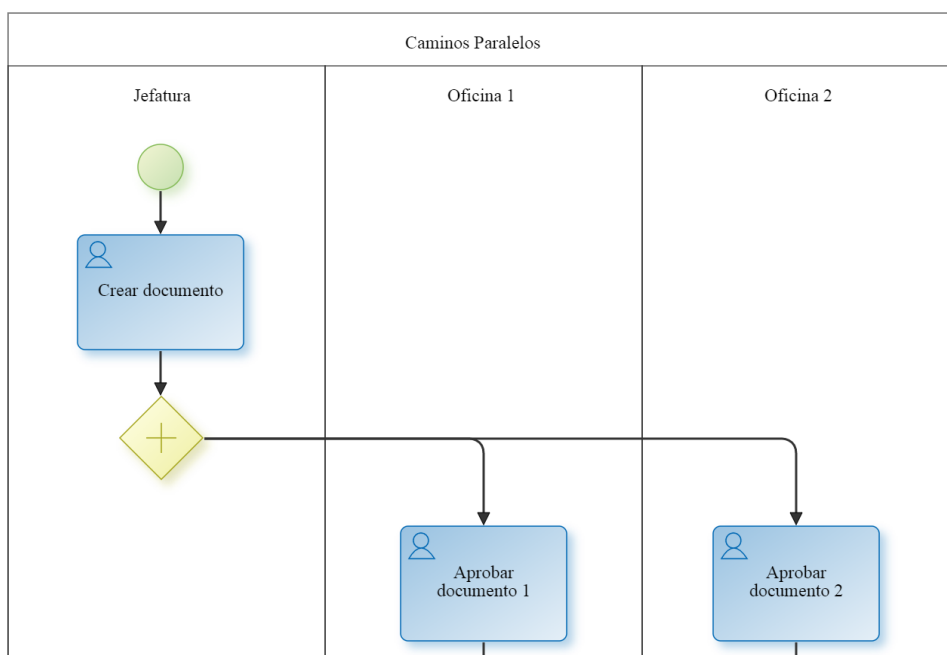 Caminos Paralelos
Jefatura
Oficina 1
Oficina 2
Crear documento
Aprobar
documento 1
Aprobar
documento 2